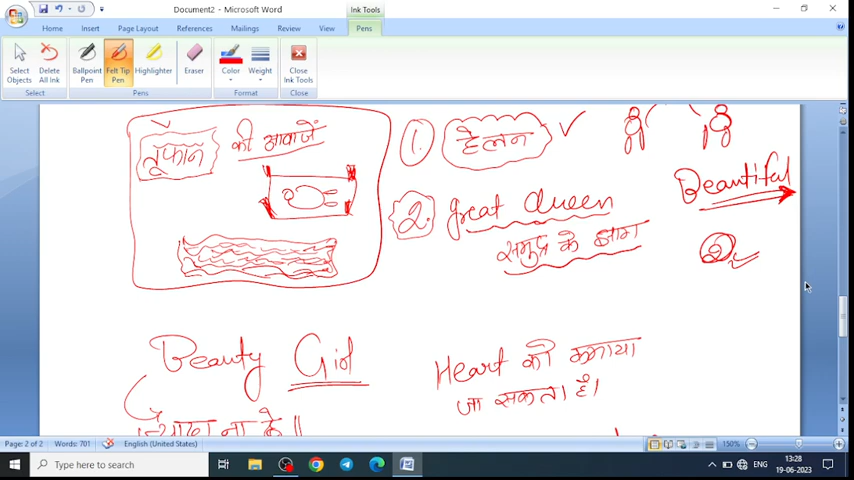 Document2 - Microsoft Word
Ink Tools
Home Insert Page Layout References Mailings Review View Pens
Select Objects
Delete All Ink
Ballpoint Pen
Felt Tip Pen
Highlighter
Eraser
Color
Weight
Close Ink Tools
Select
Pens
Format
Close
तूफान की आवाजें
1. हेलन
2. great Queen
समुद्र के झाग
Beautiful
2
Beauty Girl
Heart को कमाया
जा सकता है।
Page: 2 of 2
Words: 701
English (United States)
150%
Type here to search
ENG
13:28
19-06-2023